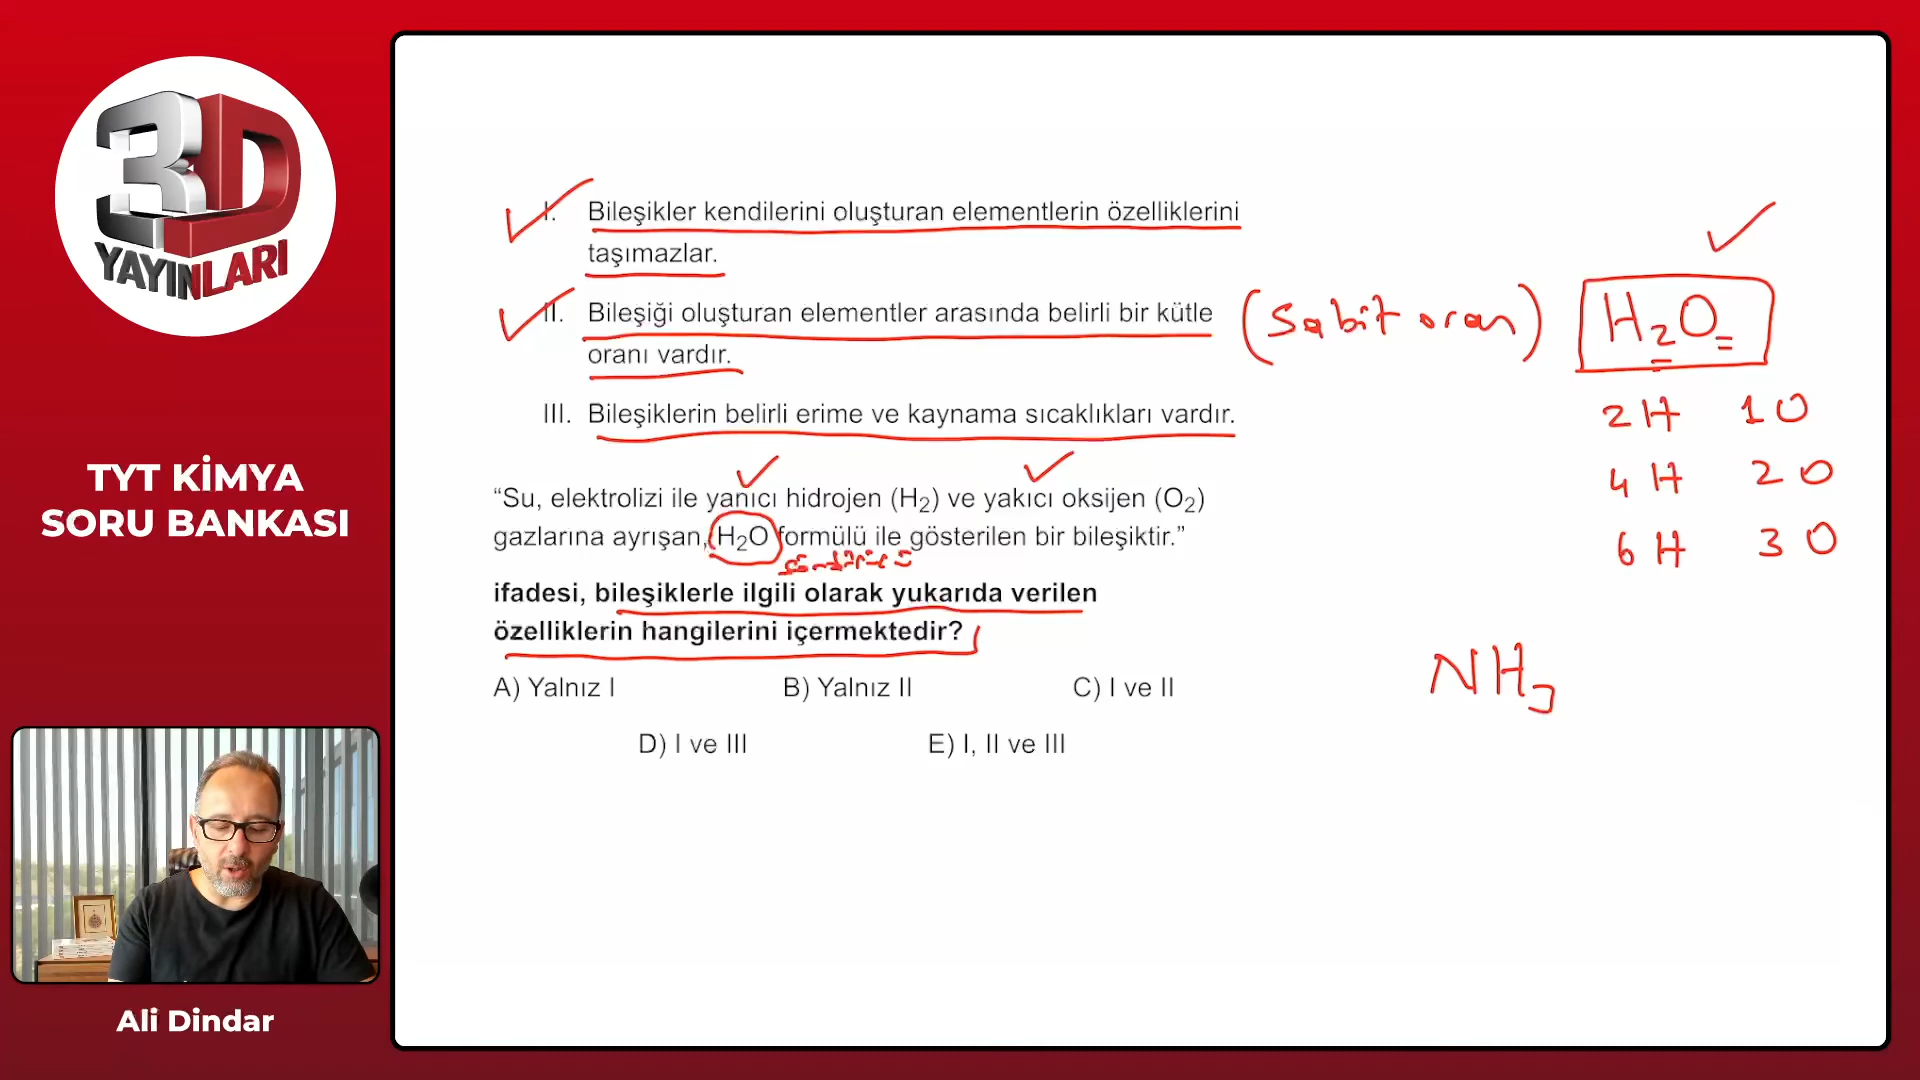 3D
YAYINLARI
TYT KİMYA
SORU BANKASI
Ali Dindar
I. Bileşikler kendilerini oluşturan elementlerin özelliklerini
taşımazlar.
II. Bileşiği oluşturan elementler arasında belirli bir kütle
oranı vardır.
(Sabit oran)
H₂O
2H 1O
4H 2O
6H 3O
III. Bileşiklerin belirli erime ve kaynama sıcaklıkları vardır.
“Su, elektrolizi ile yanıcı hidrojen (H₂) ve yakıcı oksijen (O₂)
gazlarına ayrışan, H₂O formülü ile gösterilen bir bileşiktir.”
söndürücü
ifadesi, bileşiklerle ilgili olarak yukarıda verilen
özelliklerin hangilerini içermektedir?
NH₃
A) Yalnız I B) Yalnız II C) I ve II
D) I ve III E) I, II ve III